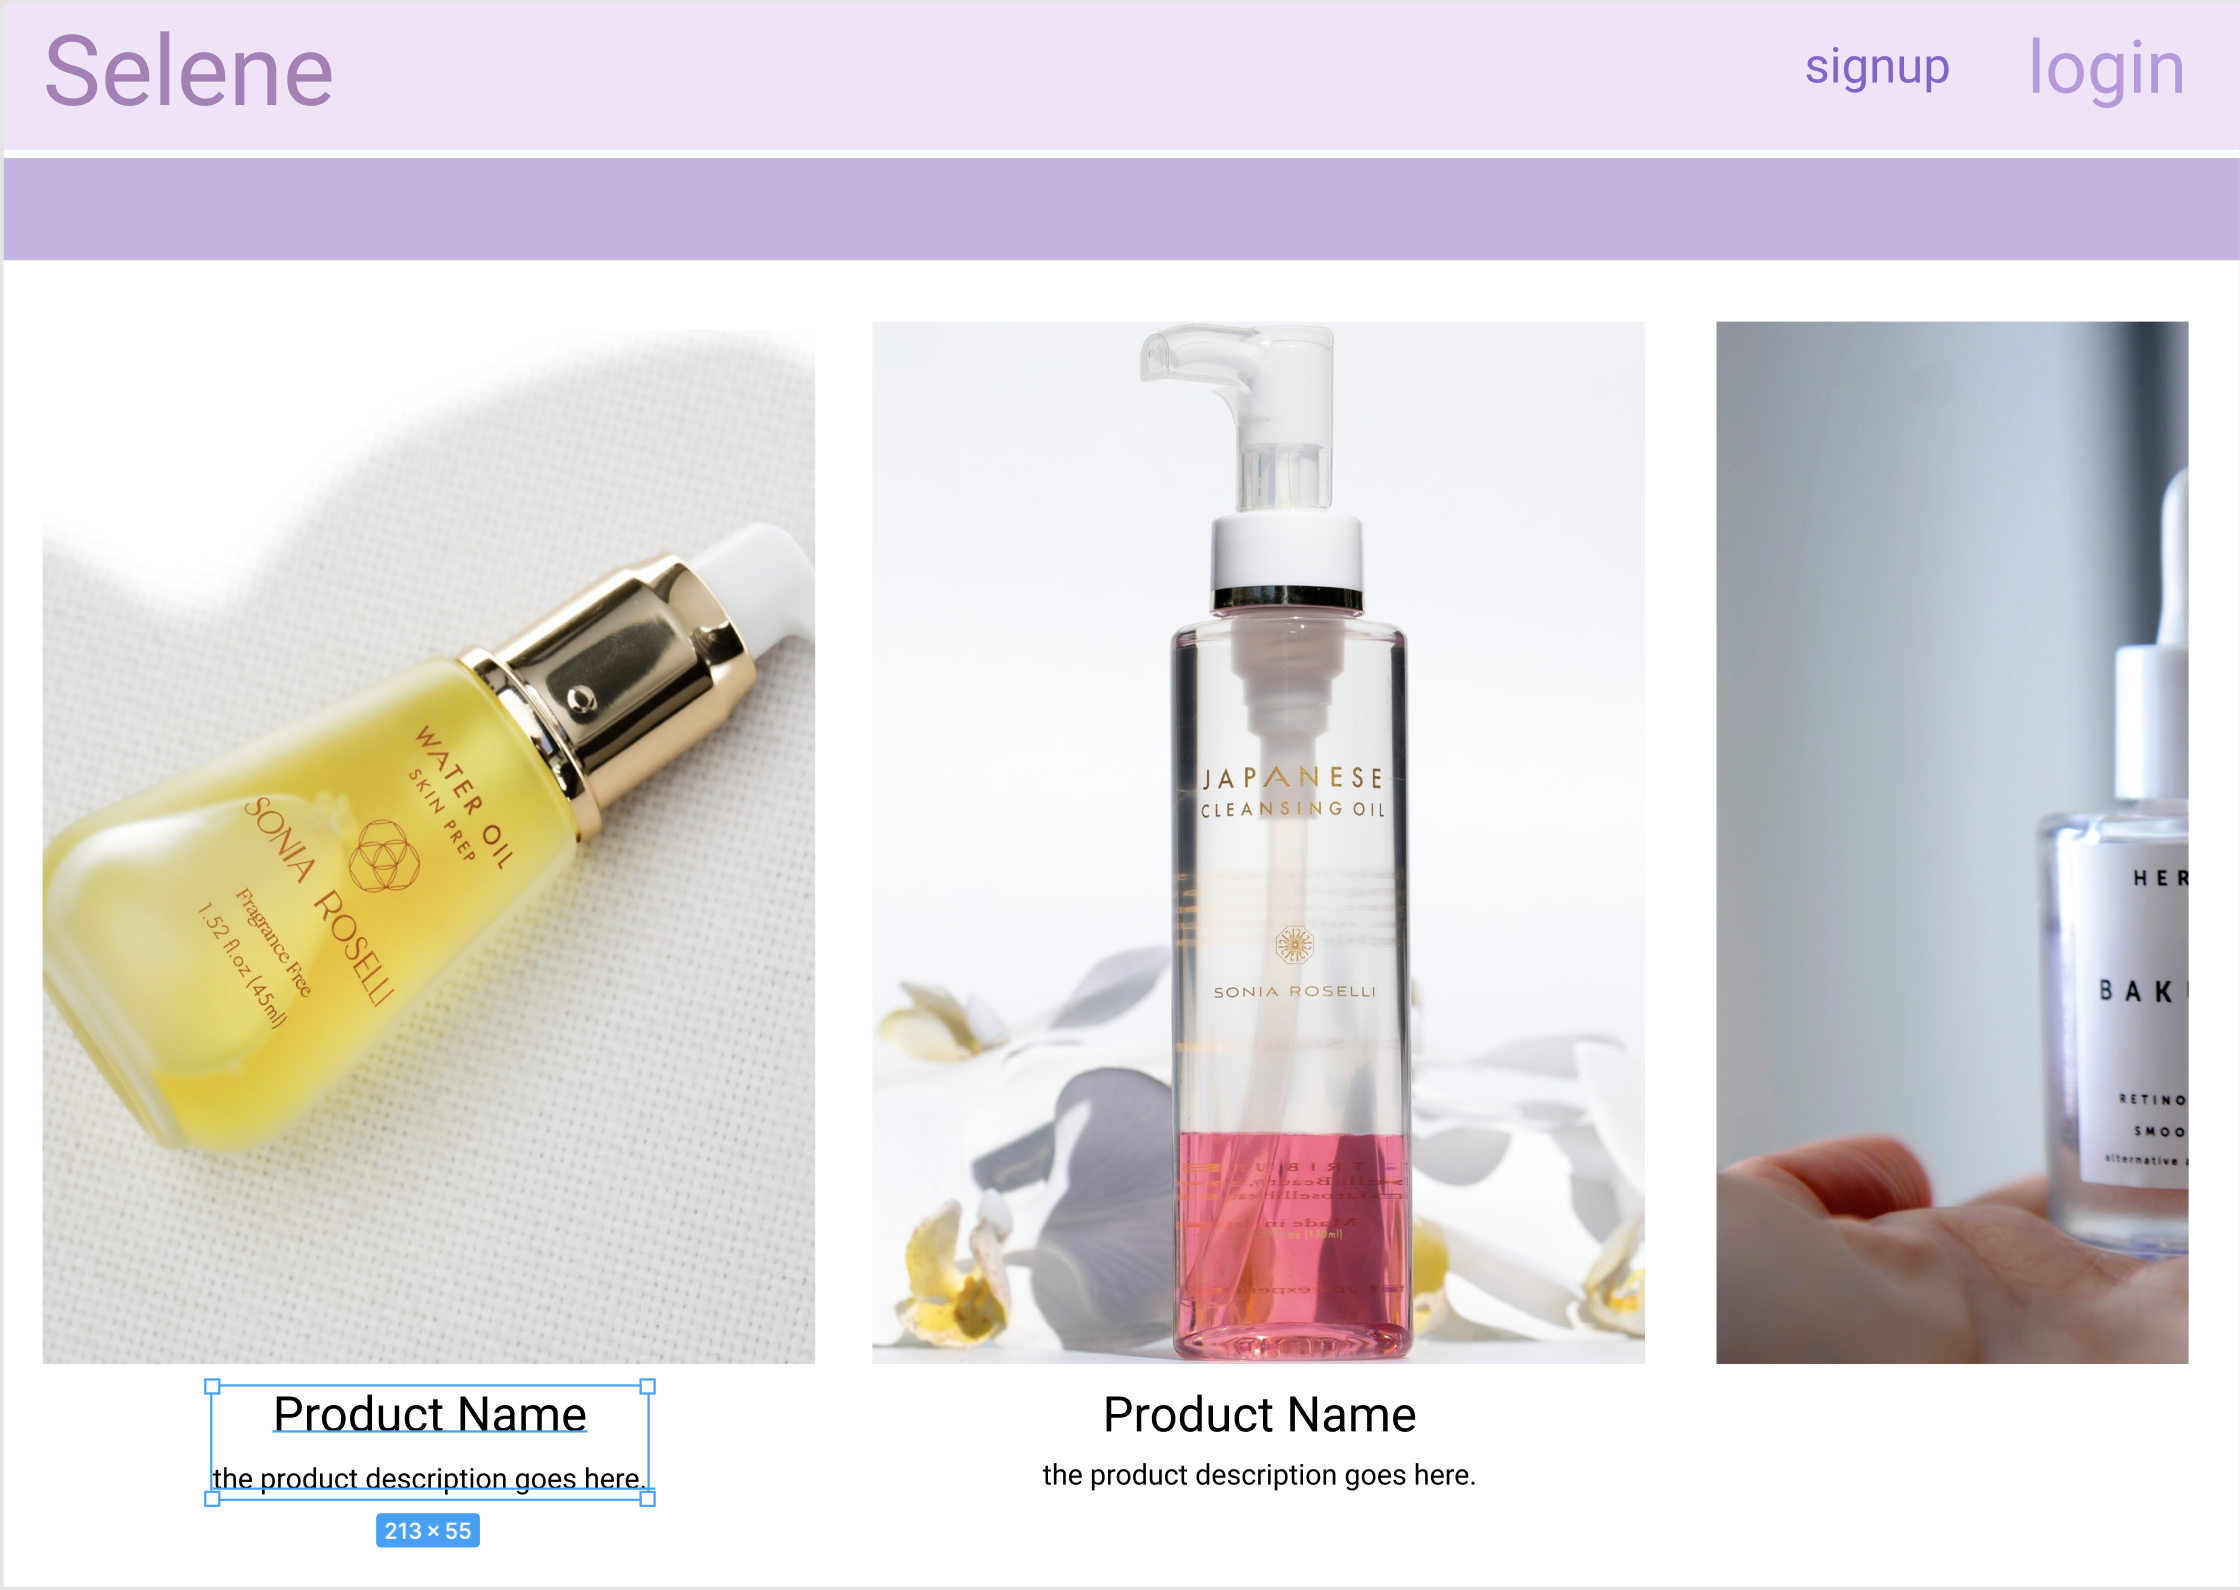 Selene
signup
login
WATER OIL
SKIN PREP
SONIA ROSELLI
Fragrance Free
1.52 fl.oz (45ml)
JAPANESE
CLEANSING OIL
SONIA ROSELLI
HER
BAK
RETINO
SMOO
alternative
Product Name
the product description goes here.
213 × 55
Product Name
the product description goes here.